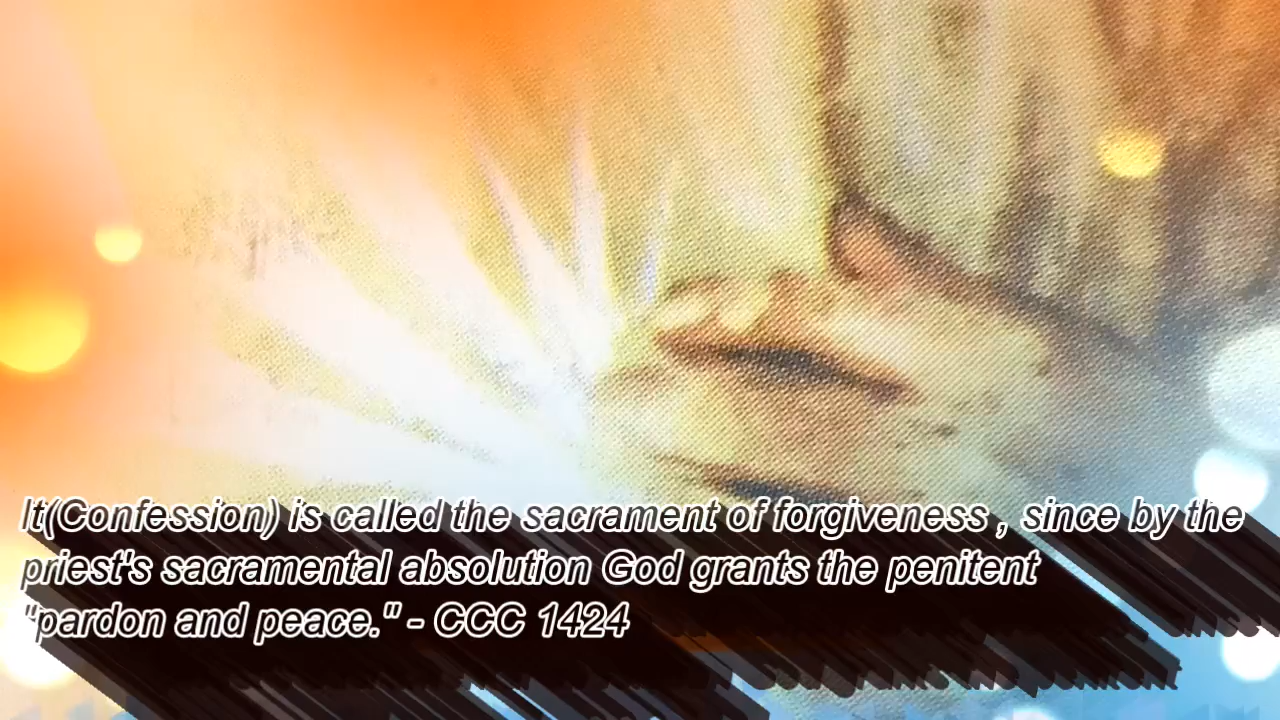 It(Confession) is called the sacrament of forgiveness , since by the
priest's sacramental absolution God grants the penitent
"pardon and peace." - CCC 1424